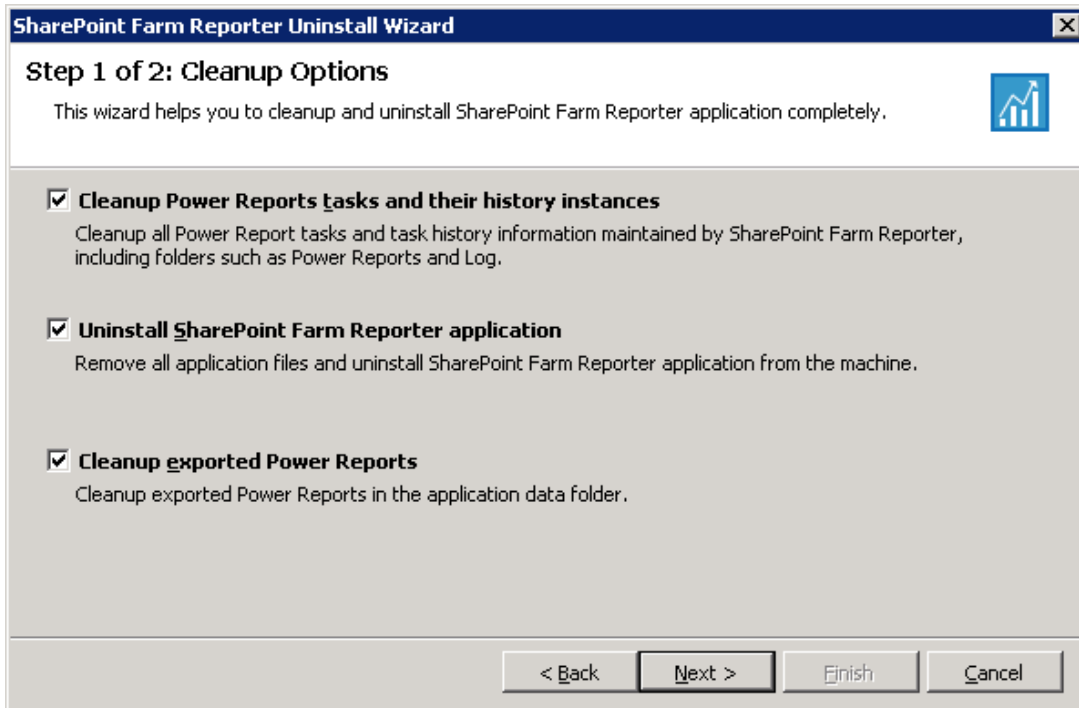 SharePoint Farm Reporter Uninstall Wizard
Step 1 of 2: Cleanup Options
This wizard helps you to cleanup and uninstall SharePoint Farm Reporter application completely.
Cleanup Power Reports tasks and their history instances
Cleanup all Power Report tasks and task history information maintained by SharePoint Farm Reporter,
including folders such as Power Reports and Log.
Uninstall SharePoint Farm Reporter application
Remove all application files and uninstall SharePoint Farm Reporter application from the machine.
Cleanup exported Power Reports
Cleanup exported Power Reports in the application data folder.
< Back Next > Finish Cancel